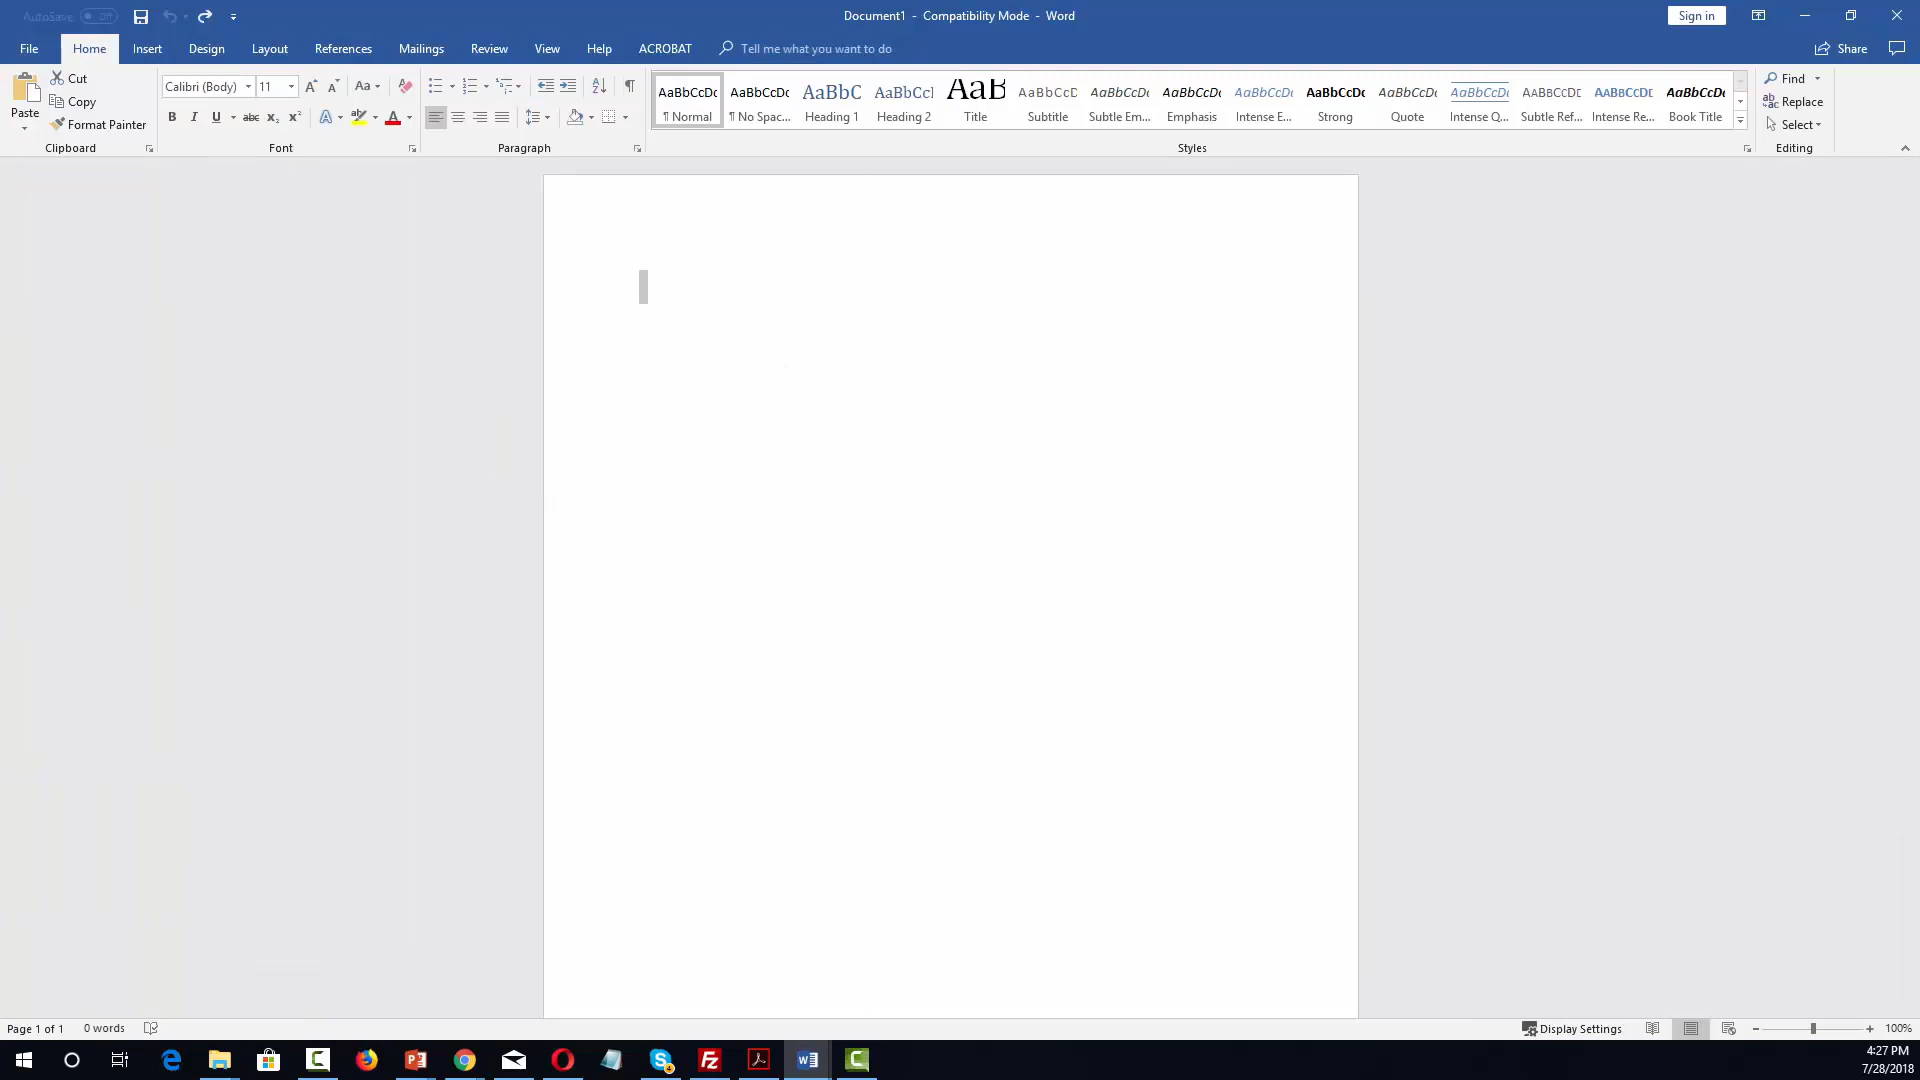 AutoSave Off
Document1 - Compatibility Mode - Word
Sign in
File Home Insert Design Layout References Mailings Review View Help ACROBAT Tell me what you want to do Share
Cut
Copy
Format Painter
Paste
Clipboard
Calibri (Body) 11
Aa
B I U abc x₂ x²
A A
Font
Paragraph
AaBbCcDc AaBbCcDc AaBbC AaBbCcI AaB AaBbCcD AaBbCcDc AaBbCcDc AaBbCcDc AaBbCcDc AaBbCcDc AaBbCcDc AABBCCDE AABBCCDE AaBbCcDc
¶ Normal ¶ No Spac... Heading 1 Heading 2 Title Subtitle Subtle Em... Emphasis Intense E... Strong Quote Intense Q... Subtle Ref... Intense Re... Book Title
Styles
Find
Replace
Select
Editing
Page 1 of 1 0 words
Display Settings
100%
4:27 PM
7/28/2018